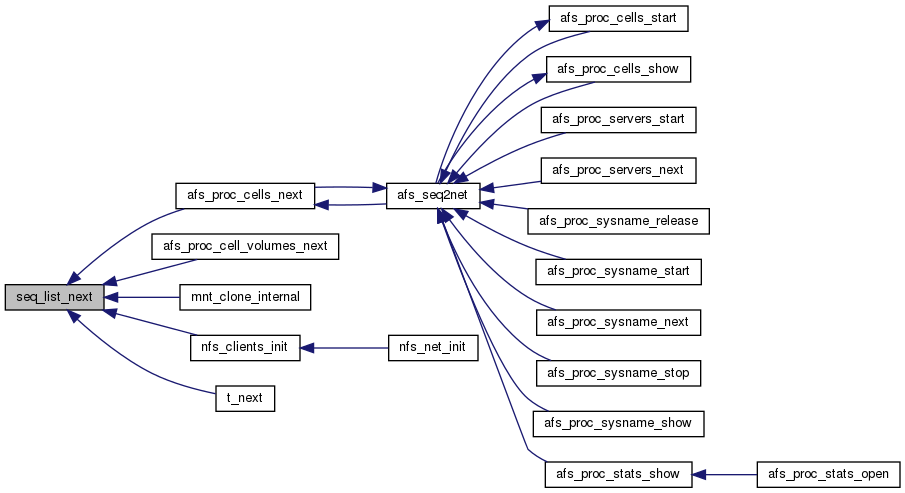 afs_proc_cells_start
afs_proc_cells_show
afs_proc_servers_start
afs_proc_servers_next
afs_proc_cells_next
afs_seq2net
afs_proc_sysname_release
afs_proc_cell_volumes_next
afs_proc_sysname_start
seq_list_next
mnt_clone_internal
afs_proc_sysname_next
nfs_clients_init
nfs_net_init
afs_proc_sysname_stop
t_next
afs_proc_sysname_show
afs_proc_stats_show
afs_proc_stats_open